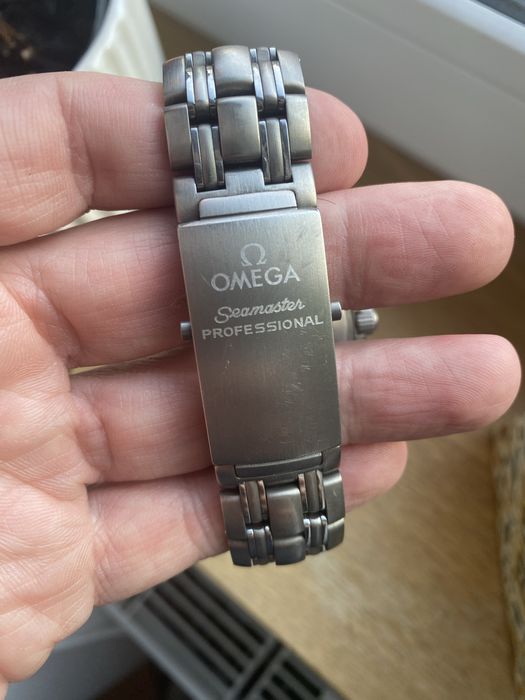 Ω
OMEGA
Seamaster
PROFESSIONAL